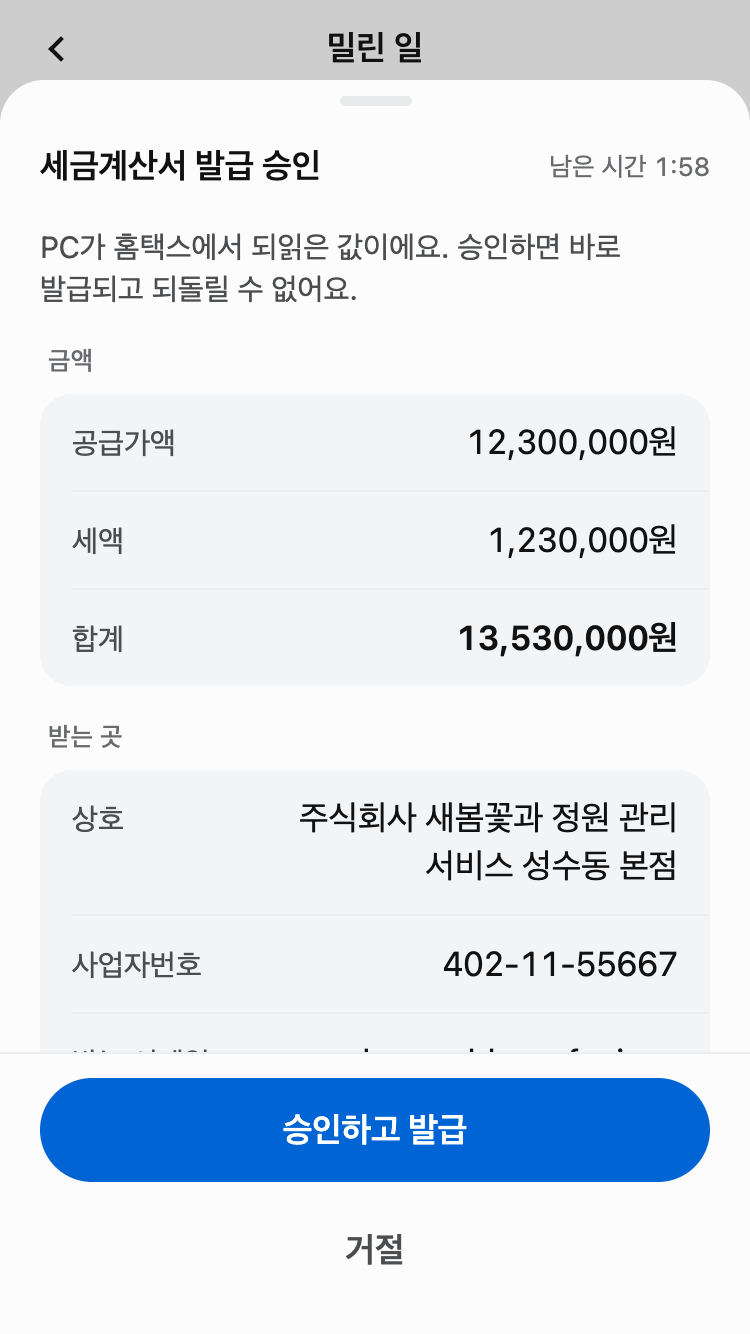 밀린 일
세금계산서 발급 승인
남은 시간 1:58
PC가 홈택스에서 되읽은 값이에요. 승인하면 바로
발급되고 되돌릴 수 없어요.
금액
공급가액
12,300,000원
세액
1,230,000원
합계
13,530,000원
받는 곳
상호
주식회사 새봄꽃과 정원 관리
서비스 성수동 본점
사업자번호
402-11-55667
승인하고 발급
거절